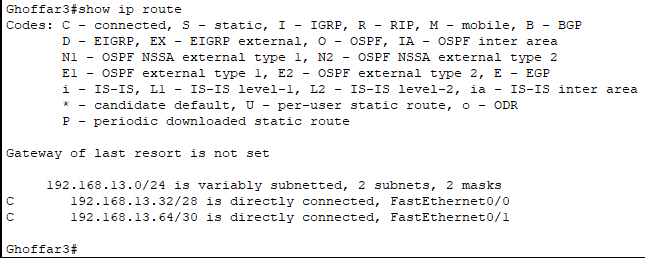 Ghoffar3#show ip route
Codes: C - connected, S - static, I - IGRP, R - RIP, M - mobile, B - BGP
       D - EIGRP, EX - EIGRP external, O - OSPF, IA - OSPF inter area
       N1 - OSPF NSSA external type 1, N2 - OSPF NSSA external type 2
       E1 - OSPF external type 1, E2 - OSPF external type 2, E - EGP
       i - IS-IS, L1 - IS-IS level-1, L2 - IS-IS level-2, ia - IS-IS inter area
       * - candidate default, U - per-user static route, o - ODR
       P - periodic downloaded static route

Gateway of last resort is not set

     192.168.13.0/24 is variably subnetted, 2 subnets, 2 masks
C       192.168.13.32/28 is directly connected, FastEthernet0/0
C       192.168.13.64/30 is directly connected, FastEthernet0/1

Ghoffar3#